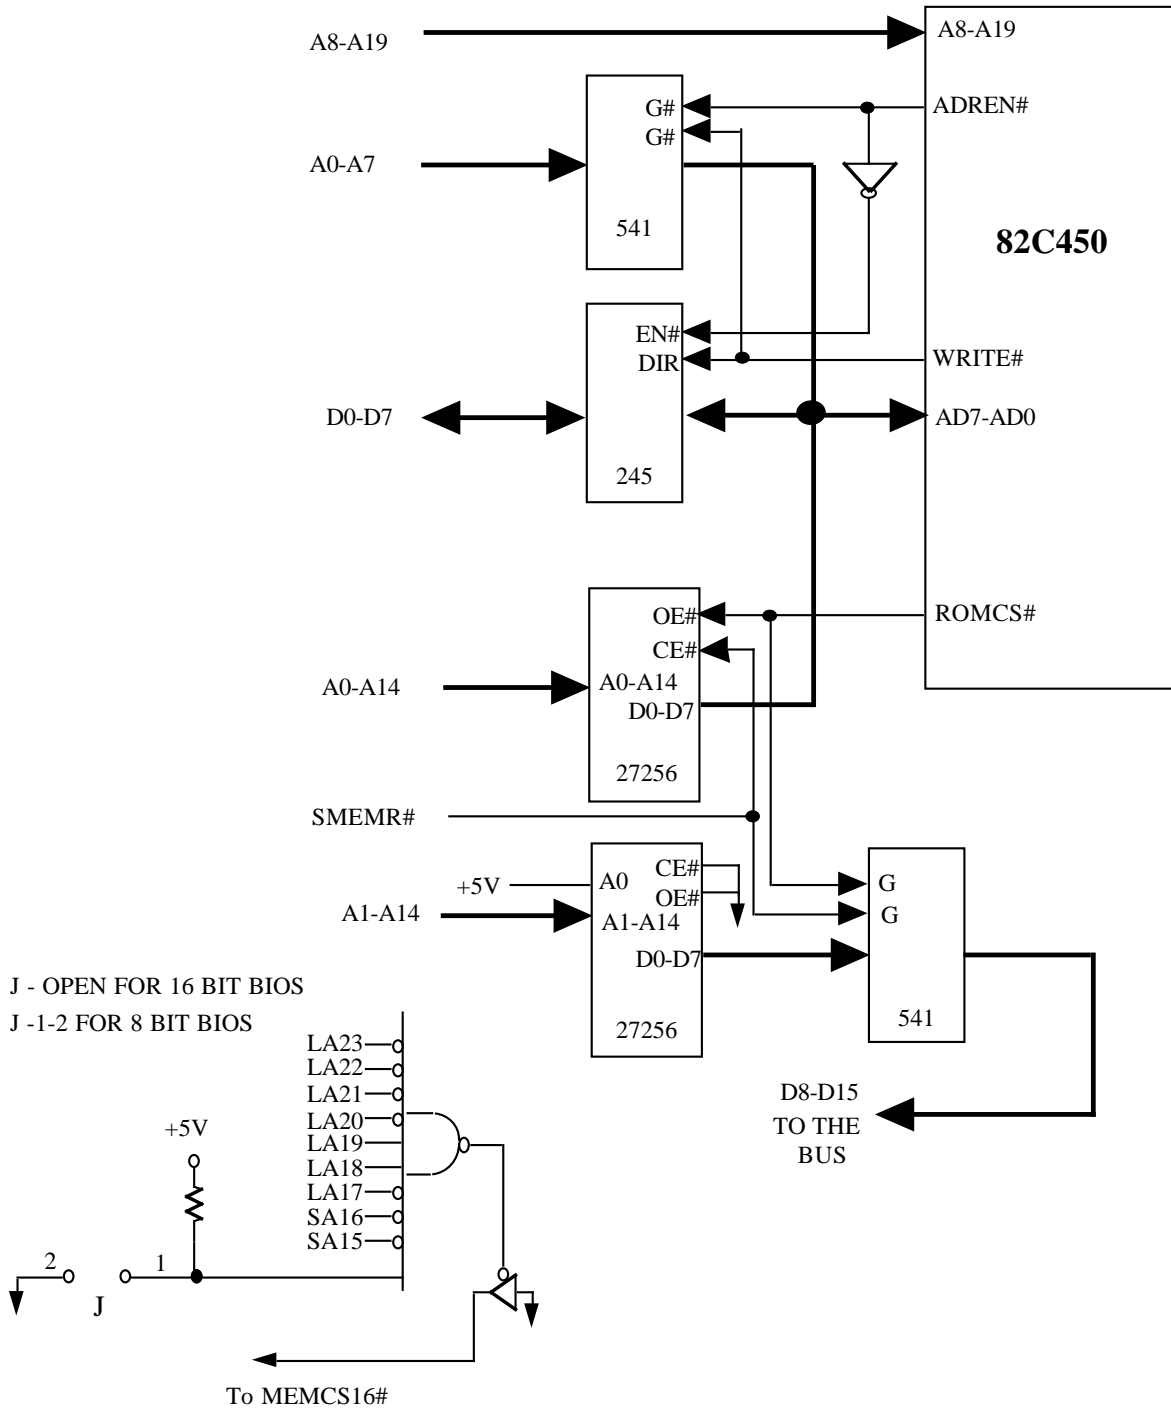 A8-A19
A8-A19
G#
ADREN#
G#
A0-A7
541
82C450
EN#
DIR
WRITE#
D0-D7
AD7-AD0
245
OE#
ROMCS#
CE#
A0-A14
A0-A14
D0-D7
27256
SMEMR#
+5V
A0
CE#
OE#
G
A1-A14
A1-A14
G
D0-D7
541
27256
J - OPEN FOR 16 BIT BIOS
J -1-2 FOR 8 BIT BIOS
LA23
LA22
LA21
LA20
LA19
LA18
LA17
SA16
SA15
+5V
2
1
J
D8-D15
TO THE
BUS
To MEMCS16#